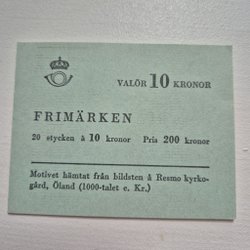 VALÖR 10 KRONOR
FRIMÄRKEN
20 stycken à 10 kronor Pris 200 kronor
Motivet hämtat från bildsten å Resmo kyrko-
gård, Öland (1000-talet e. Kr.)